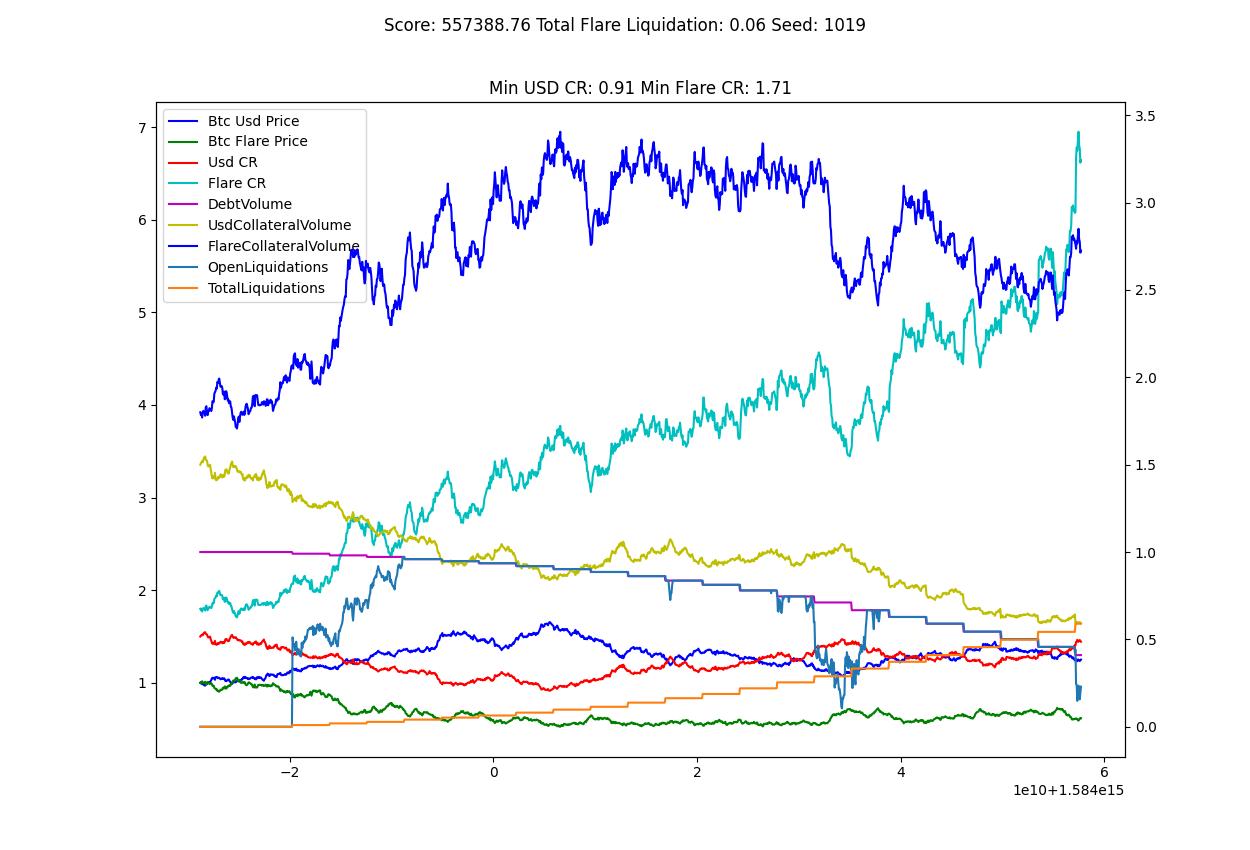 Score: 557388.76 Total Flare Liquidation: 0.06 Seed: 1019
Min USD CR: 0.91 Min Flare CR: 1.71
Btc Usd Price
Btc Flare Price
Usd CR
Flare CR
DebtVolume
UsdCollateralVolume
FlareCollateralVolume
OpenLiquidations
TotalLiquidations
7
6
5
4
3
2
1
3.5
3.0
2.5
2.0
1.5
1.0
0.5
0.0
−2
0
2
4
6
1e10+1.584e15